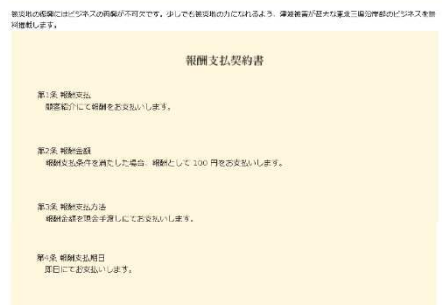 被災地の復興にはビジネスの再興が不可欠です。少しでも被災地の力になれるよう、津波被害が甚大な東北三県沿岸部のビジネスを無
料掲載します。
報酬支払契約書
第1条 報酬支払
顧客紹介にて報酬をお支払いします。
第2条 報酬金額
報酬支払条件を満たした場合、報酬として 100 円をお支払いします。
第3条 報酬支払方法
報酬金額を現金手渡しにてお支払いします。
第4条 報酬支払期日
即日にてお支払いします。